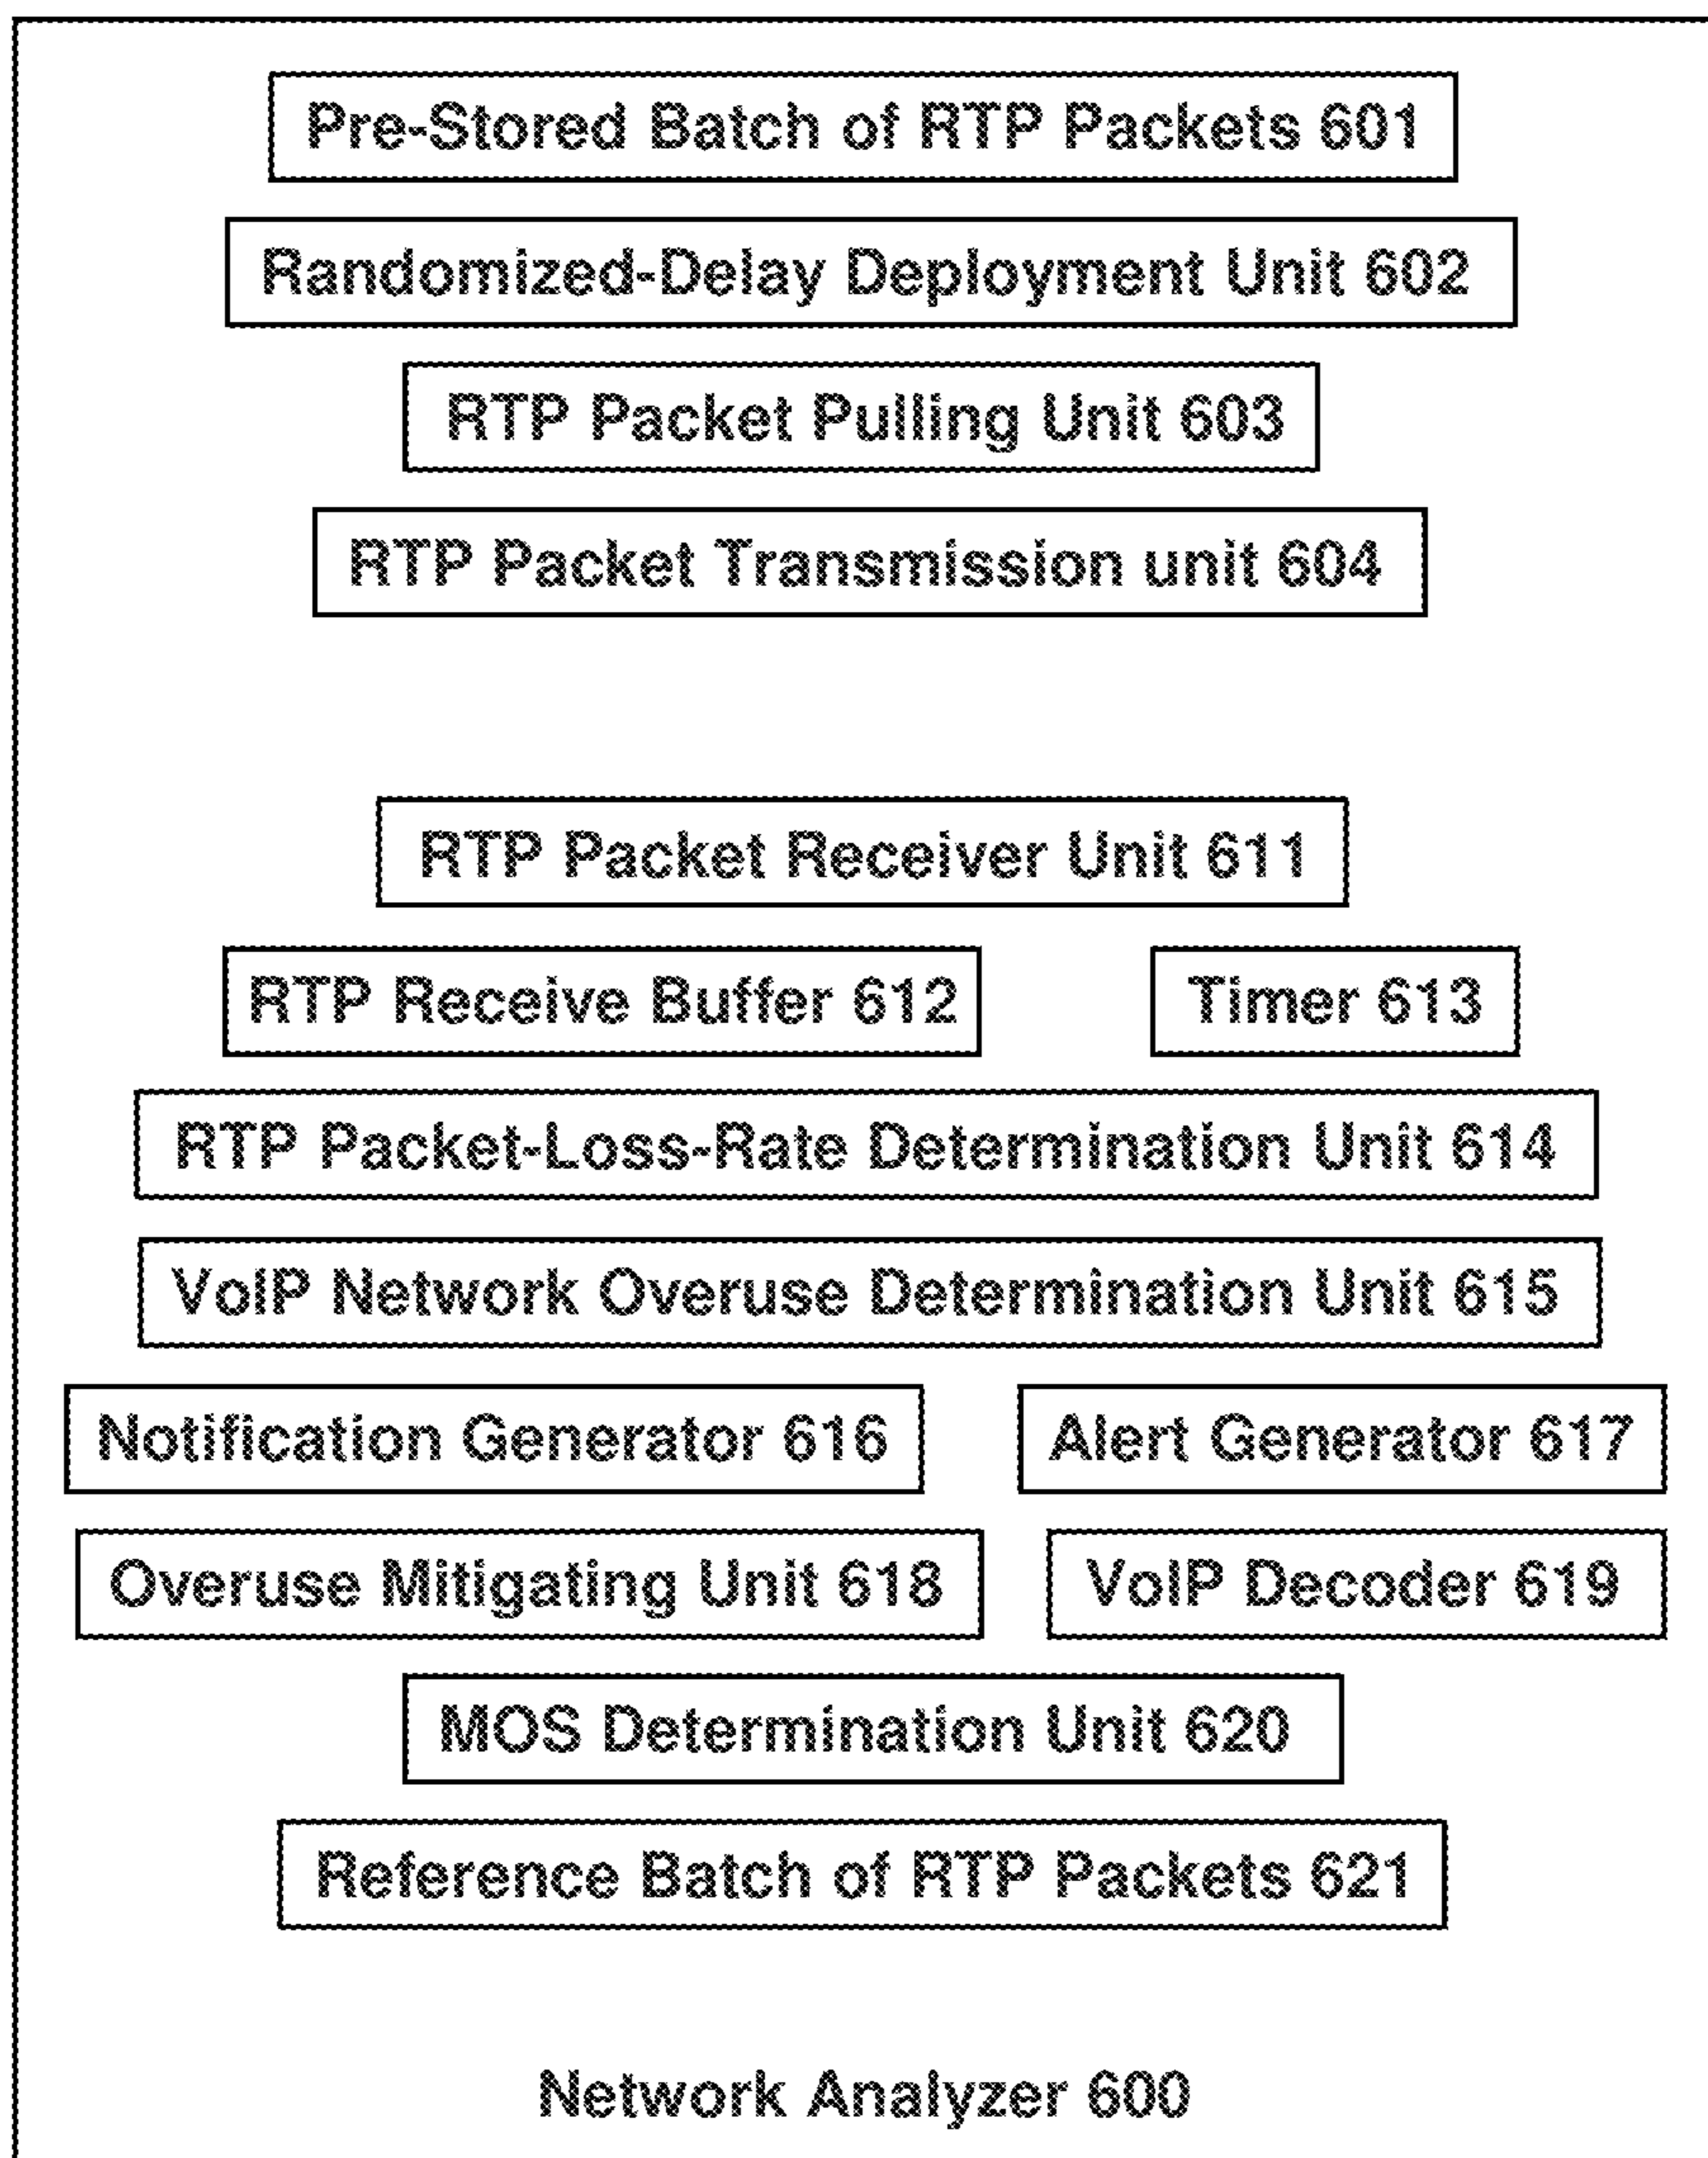 Pre-Stored Batch of RTP Packets 601
Randomized-Delay Deployment Unit 602
RTP Packet Pulling Unit 603
RTP Packet Transmission unit 604
RTP Packet Receiver Unit 611
RTP Receive Buffer 612
Timer 613
RTP Packet-Loss-Rate Determination Unit 614
VoIP Network Overuse Determination Unit 615
Notification Generator 616
Alert Generator 617
Overuse Mitigating Unit 618
VoIP Decoder 619
MOS Determination Unit 620
Reference Batch of RTP Packets 621
Network Analyzer 600